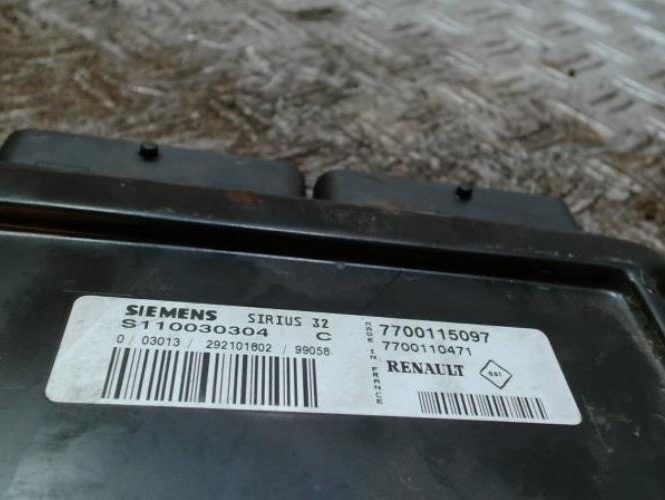 SIEMENS SIRIUS 32
S110030304 C
0 / 03013 / 292101802 / 99058
MADE IN FRANCE
7700115097
7700110471
RENAULT